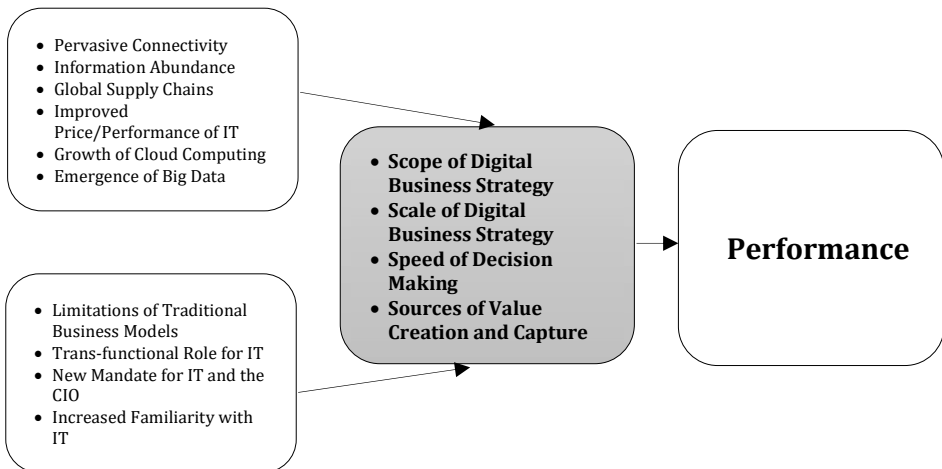 • Pervasive Connectivity
• Information Abundance
• Global Supply Chains
• Improved
Price/Performance of IT
• Growth of Cloud Computing
• Emergence of Big Data
• Limitations of Traditional
Business Models
• Trans-functional Role for IT
• New Mandate for IT and the
CIO
• Increased Familiarity with
IT
• Scope of Digital
Business Strategy
• Scale of Digital
Business Strategy
• Speed of Decision
Making
• Sources of Value
Creation and Capture
Performance